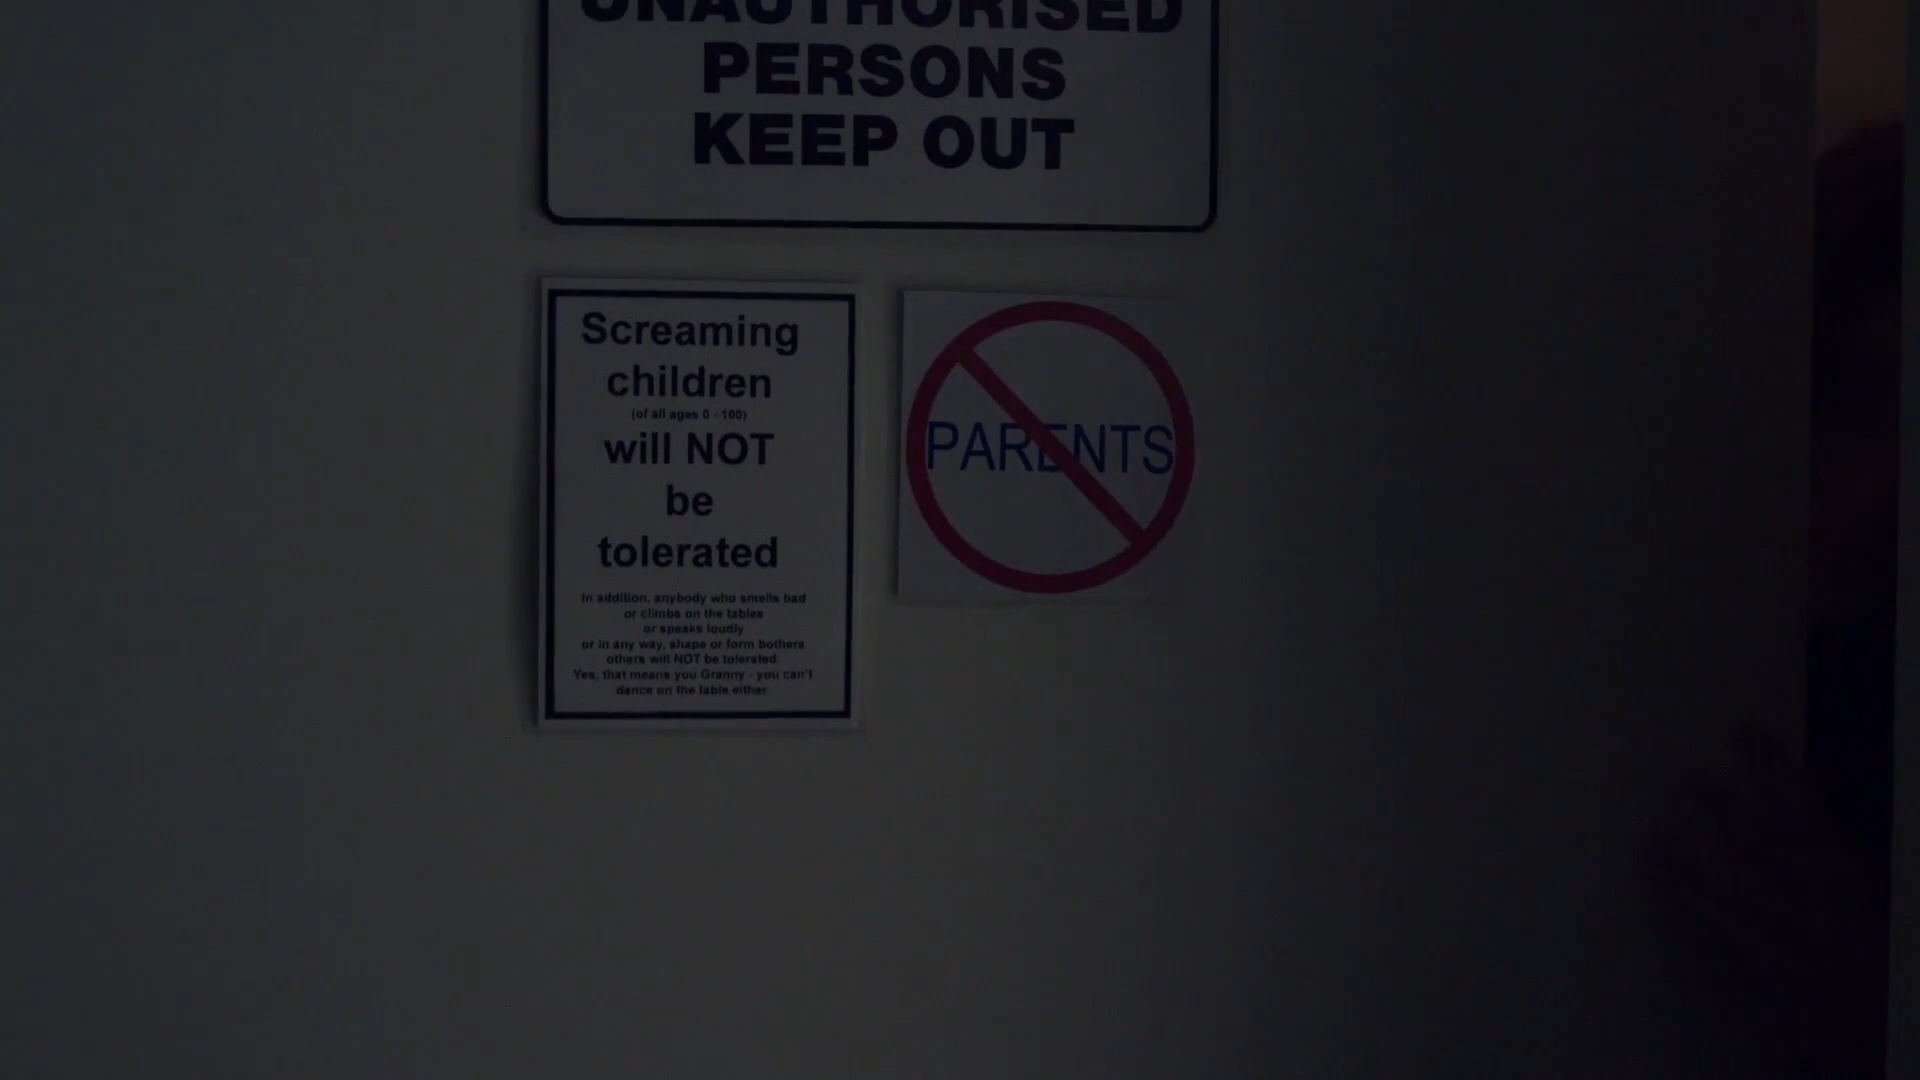 UNAUTHORISED
PERSONS
KEEP OUT
Screaming
children
(of all ages 0 - 100)
will NOT
be
tolerated
In addition, anybody who smells bad
or climbs on the tables
or speaks loudly
or in any way, shape or form bothers
others will NOT be tolerated.
Yes, that means you Granny - you can't
dance on the table either
PARENTS